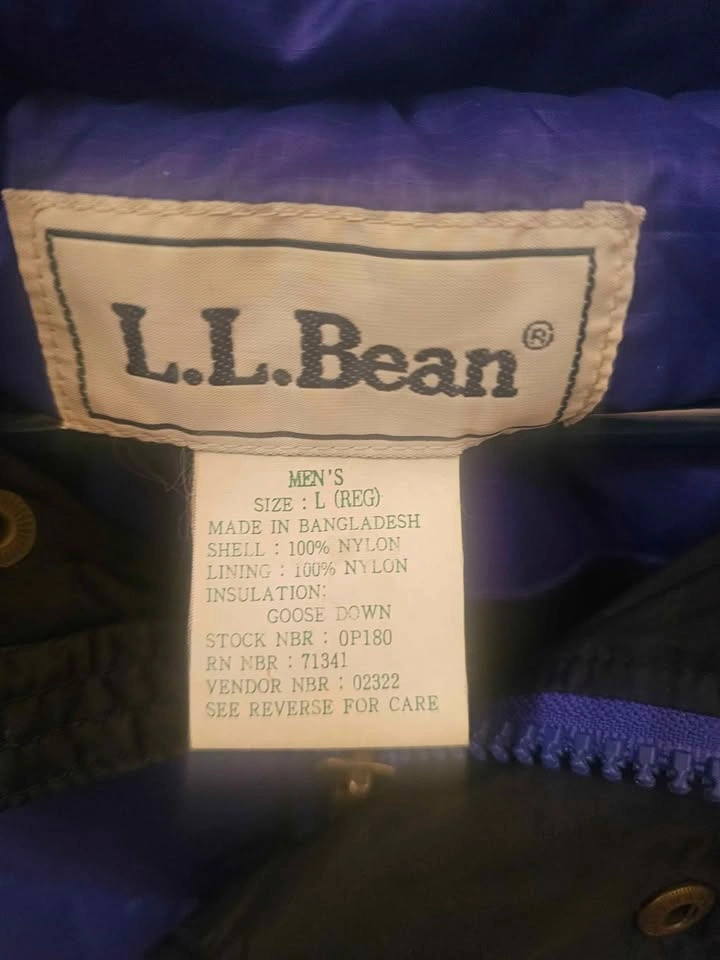 L.L.Bean®
MEN'S
SIZE : L (REG)
MADE IN BANGLADESH
SHELL : 100% NYLON
LINING : 100% NYLON
INSULATION:
GOOSE DOWN
STOCK NBR : 0P180
RN NBR : 71341
VENDOR NBR : 02322
SEE REVERSE FOR CARE